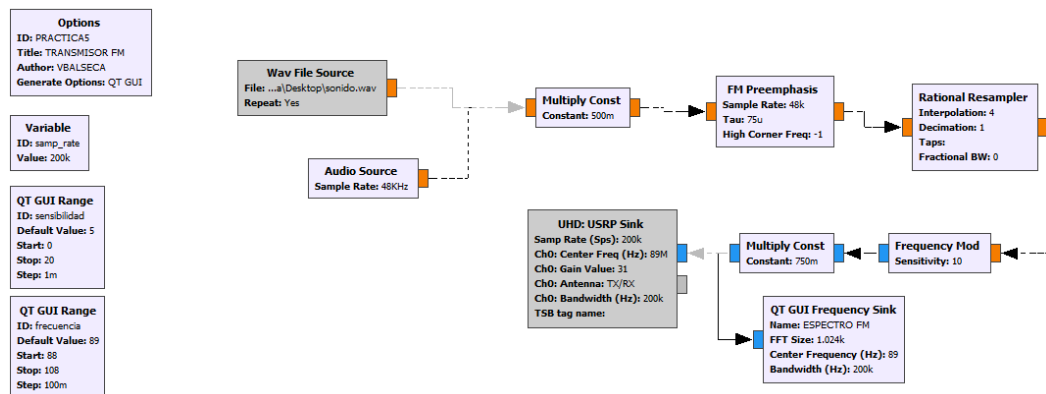 Options
ID: PRACTICA5
Title: TRANSMISOR FM
Author: VBALSECA
Generate Options: QT GUI
Variable
ID: samp_rate
Value: 200k
QT GUI Range
ID: sensibilidad
Default Value: 5
Start: 0
Stop: 20
Step: 1m
QT GUI Range
ID: frecuencia
Default Value: 89
Start: 88
Stop: 108
Step: 100m
Wav File Source
File: ...a\Desktop\sonido.wav
Repeat: Yes
Audio Source
Sample Rate: 48KHz
Multiply Const
Constant: 500m
FM Preemphasis
Sample Rate: 48k
Tau: 75u
High Corner Freq: -1
Rational Resampler
Interpolation: 4
Decimation: 1
Taps:
Fractional BW: 0
UHD: USRP Sink
Samp Rate (Sps): 200k
Ch0: Center Freq (Hz): 89M
Ch0: Gain Value: 31
Ch0: Antenna: TX/RX
Ch0: Bandwidth (Hz): 200k
TSB tag name:
Multiply Const
Constant: 750m
Frequency Mod
Sensitivity: 10
QT GUI Frequency Sink
Name: ESPECTRO FM
FFT Size: 1.024k
Center Frequency (Hz): 89
Bandwidth (Hz): 200k